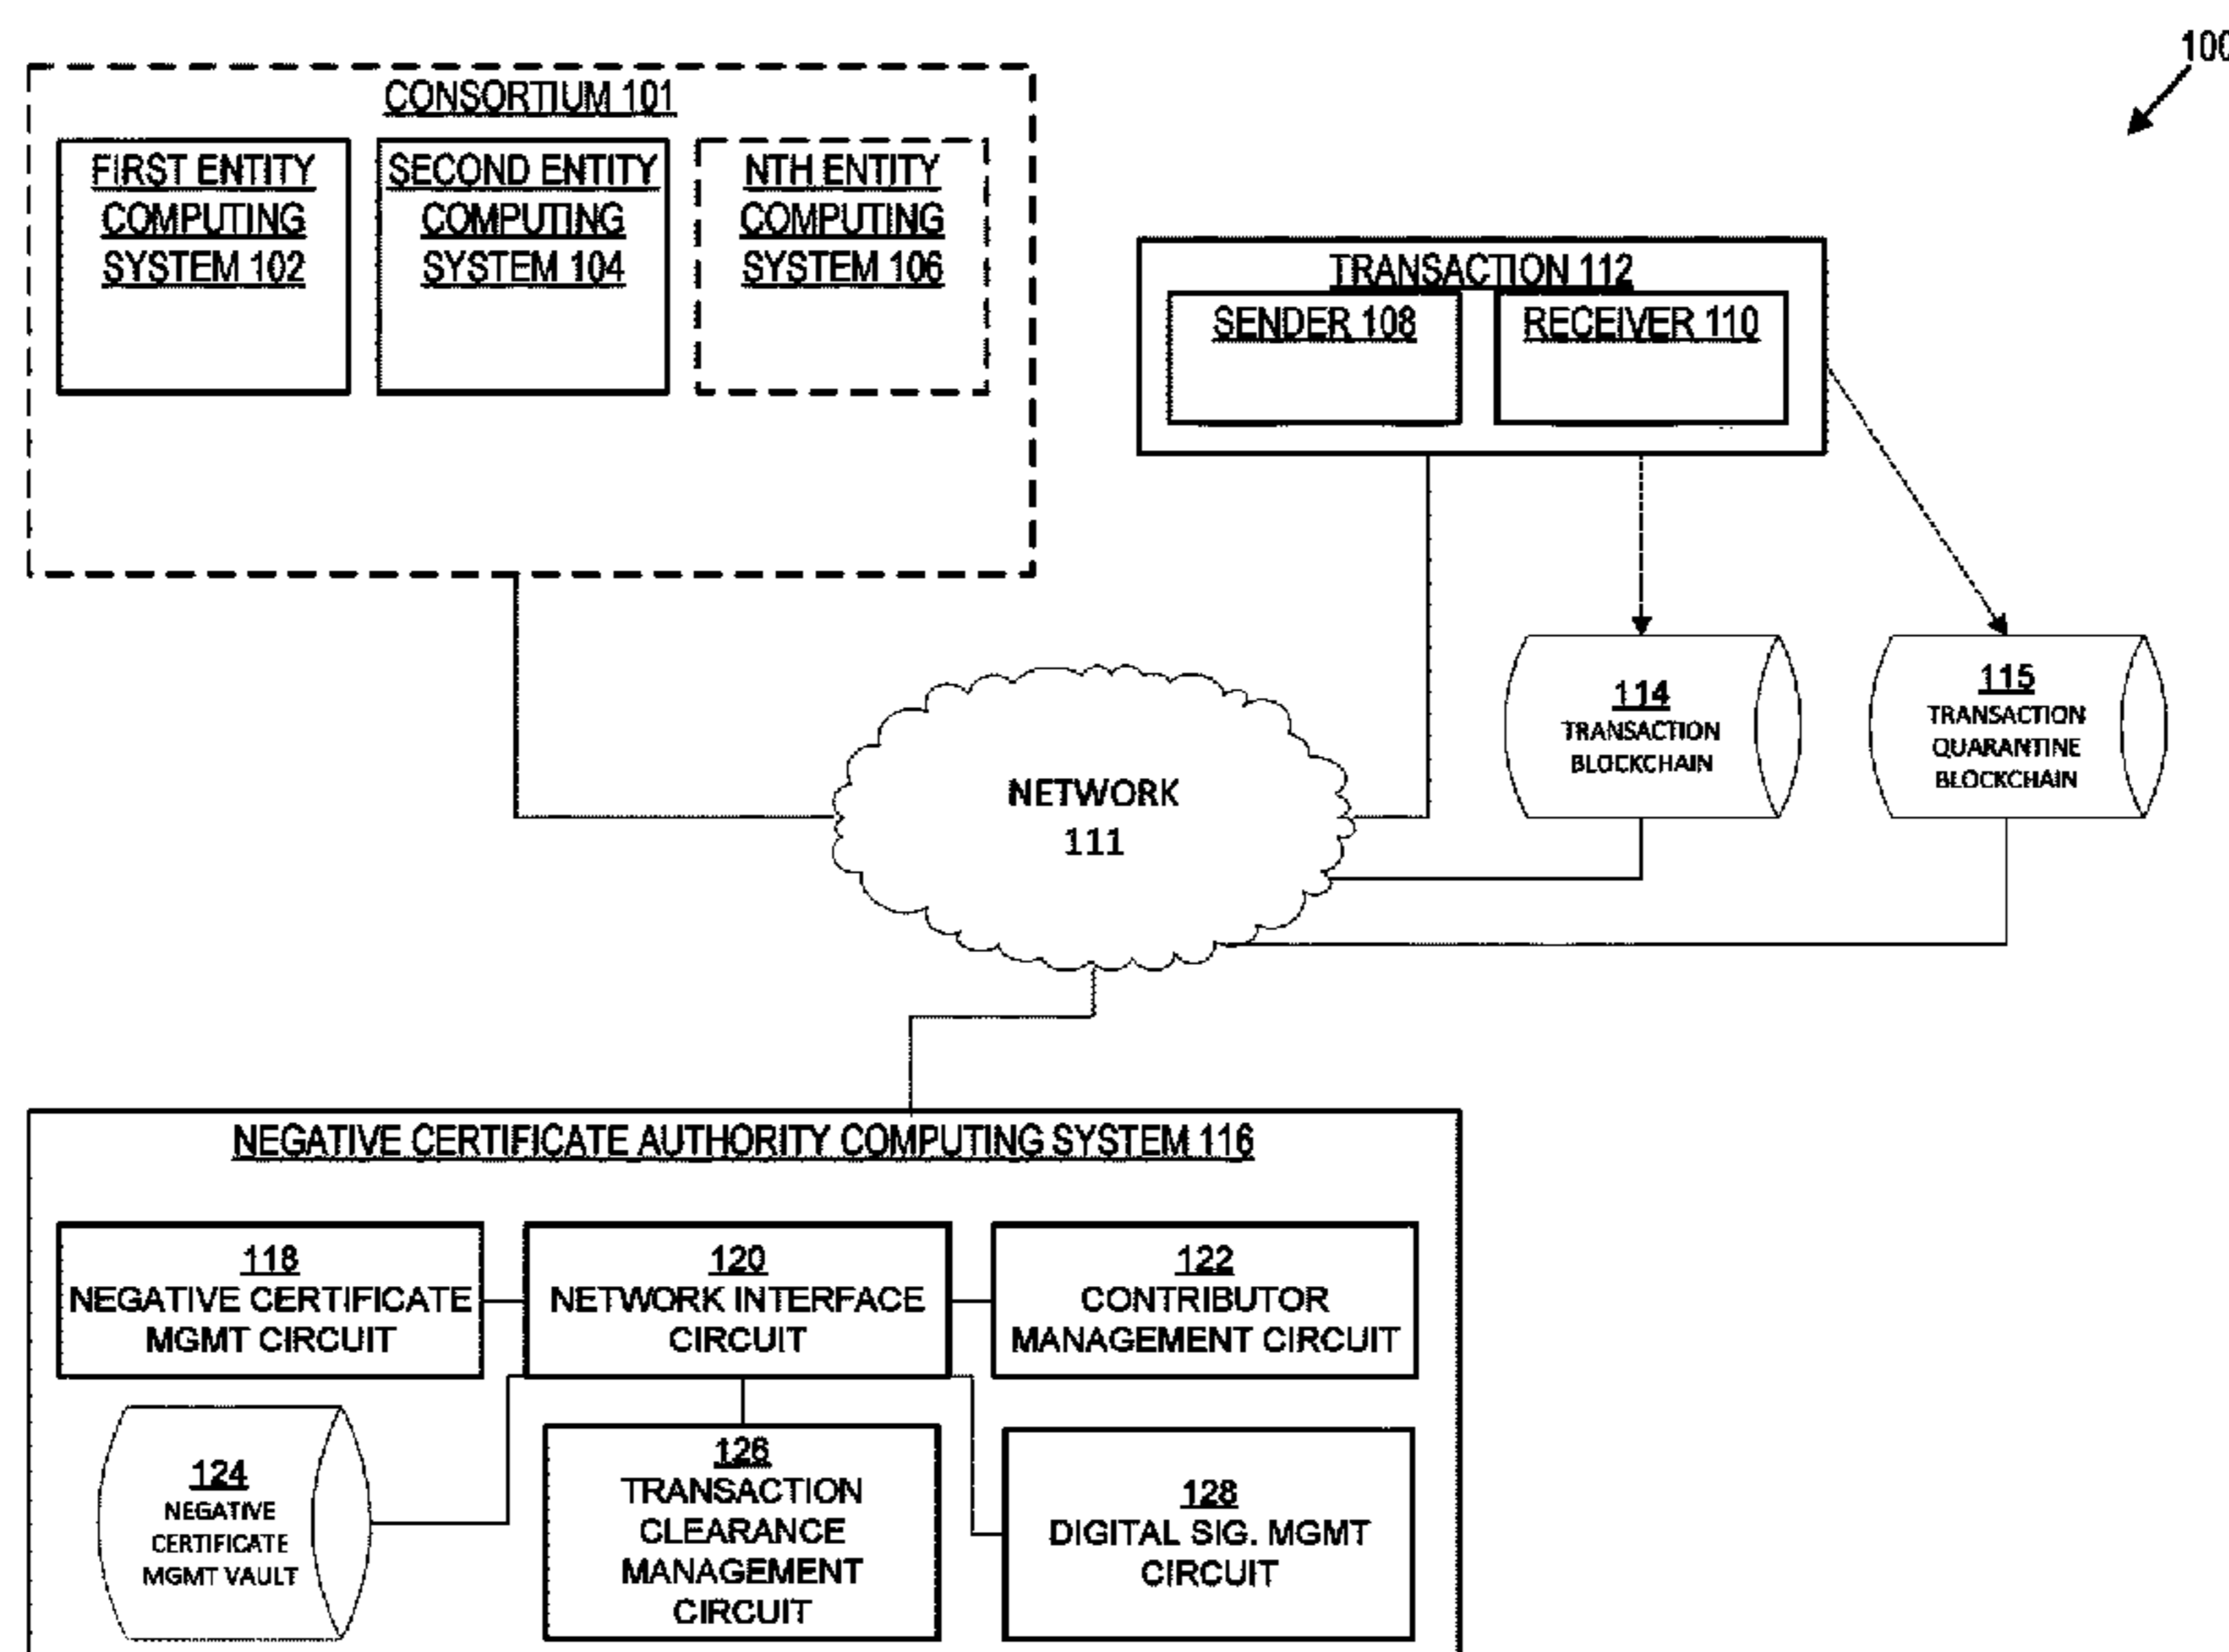 100
CONSORTIUM 101
FIRST ENTITY
COMPUTING
SYSTEM 102
SECOND ENTITY
COMPUTING
SYSTEM 104
NTH ENTITY
COMPUTING
SYSTEM 106
TRANSACTION 112
SENDER 108
RECEIVER 110
114
TRANSACTION
BLOCKCHAIN
115
TRANSACTION
QUARANTINE
BLOCKCHAIN
NETWORK
111
NEGATIVE CERTIFICATE AUTHORITY COMPUTING SYSTEM 116
118
NEGATIVE CERTIFICATE
MGMT CIRCUIT
120
NETWORK INTERFACE
CIRCUIT
122
CONTRIBUTOR
MANAGEMENT CIRCUIT
124
NEGATIVE
CERTIFICATE
MGMT VAULT
126
TRANSACTION
CLEARANCE
MANAGEMENT
CIRCUIT
128
DIGITAL SIG. MGMT
CIRCUIT